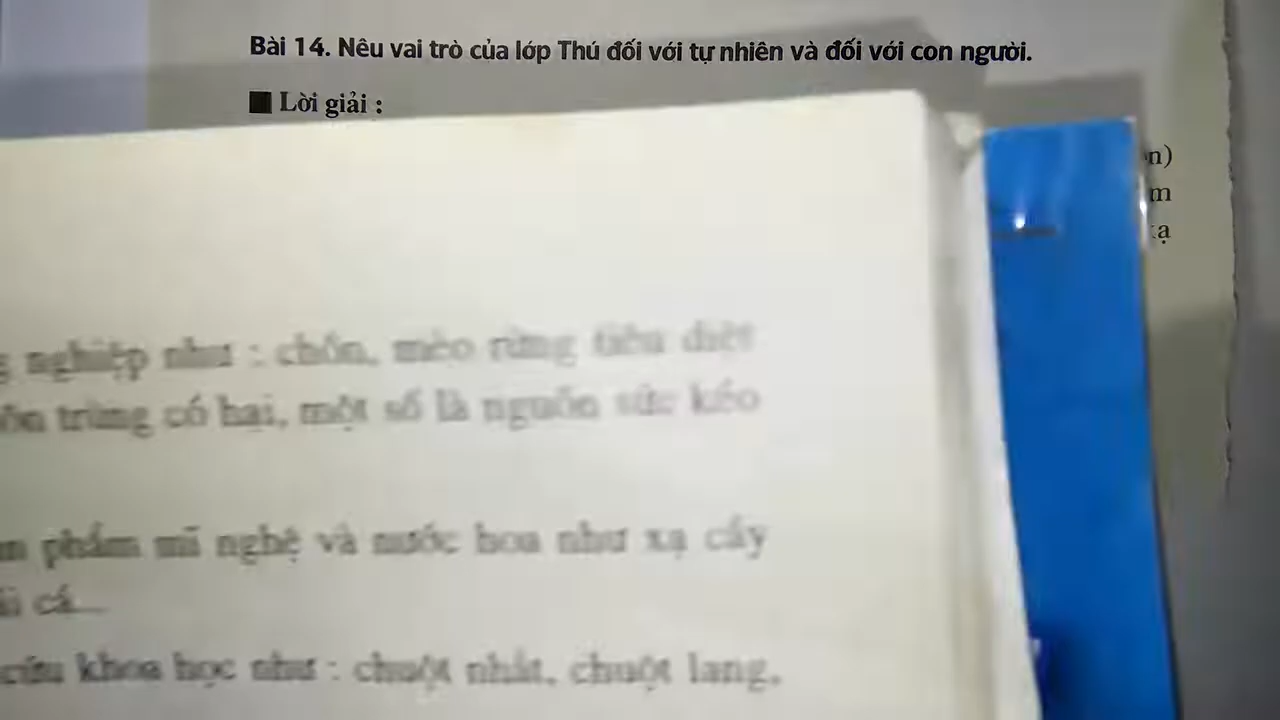 Bài 14. Nêu vai trò của lớp Thú đối với tự nhiên và đối với con người.
Lời giải :
n)
m
tạ
nghiệp như : chồn, mèo rừng tiêu diệt
côn trùng có hại, một số là nguồn sức kéo
phẩm mĩ nghệ và nước hoa như xạ cầy
cá...
cứu khoa học như : chuột nhắt, chuột lang,